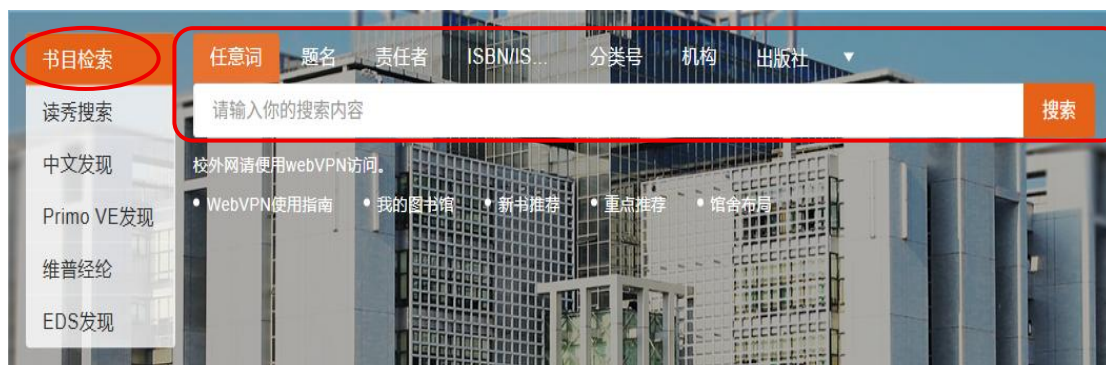 书目检索
读秀搜索
中文发现
Primo VE发现
维普经纶
EDS发现
任意词 题名 责任者 ISBN/IS... 分类号 机构 出版社
请输入你的搜索内容 搜索
校外网请使用webVPN访问。
• WebVPN使用指南 • 我的图书馆 • 新书推荐 • 重点推荐 • 馆舍布局